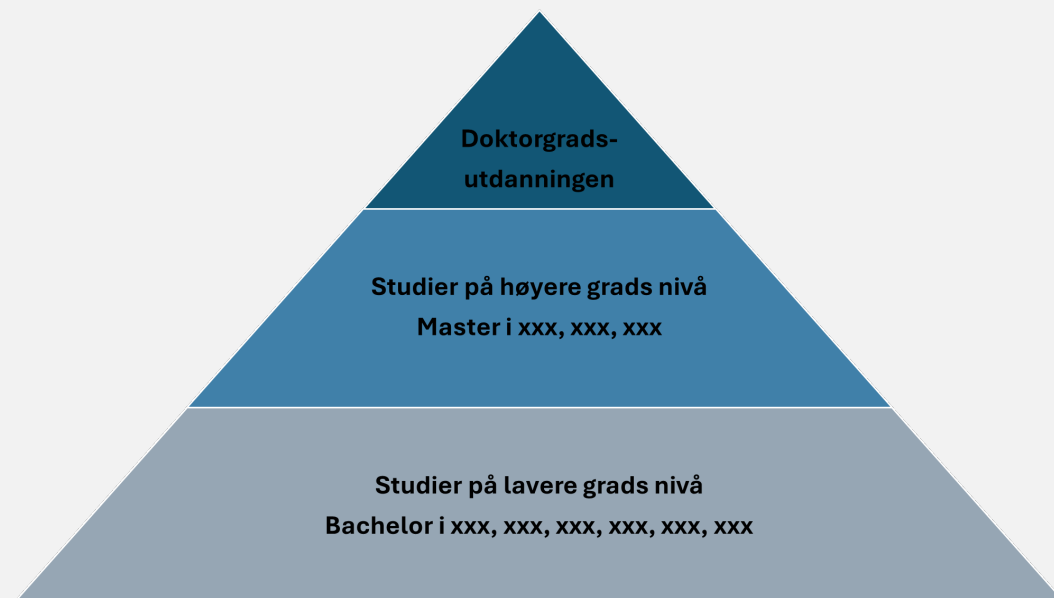 Doktorgrads-
utdanningen
Studier på høyere grads nivå
Master i xxx, xxx, xxx
Studier på lavere grads nivå
Bachelor i xxx, xxx, xxx, xxx, xxx, xxx